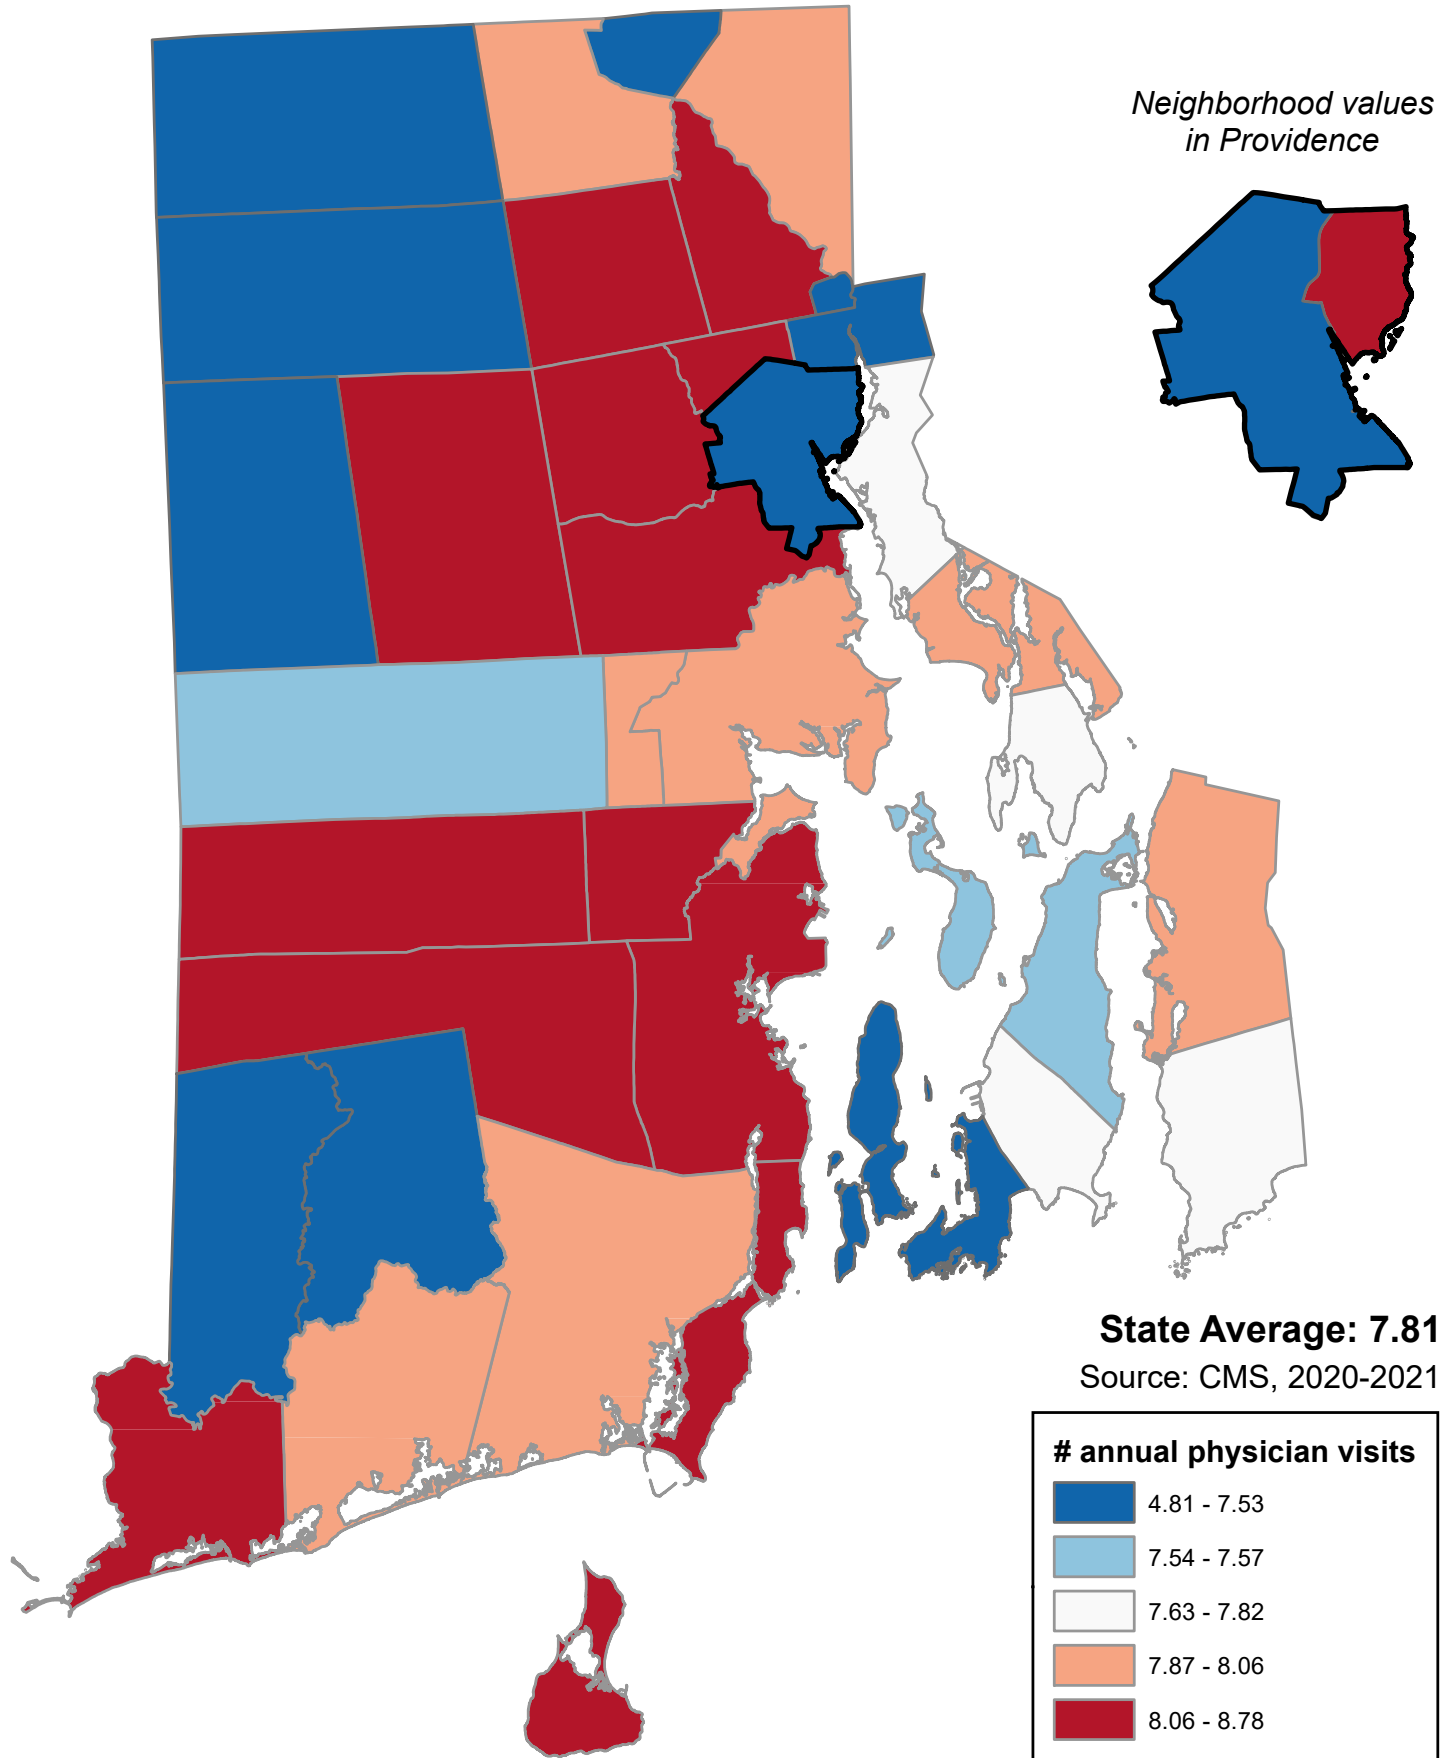 Neighborhood values
in Providence
State Average: 7.81
Source: CMS, 2020-2021
# annual physician visits
4.81 - 7.53
7.54 - 7.57
7.63 - 7.82
7.87 - 8.06
8.06 - 8.78